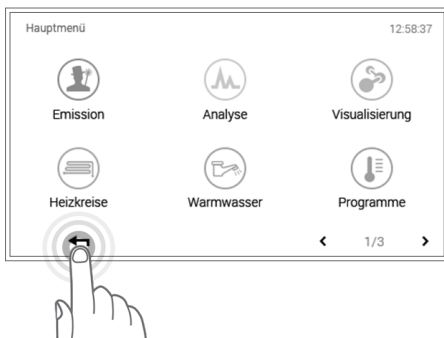 Hauptmenü 12:58:37
Emission Analyse Visualisierung
Heizkreise Warmwasser Programme
1/3